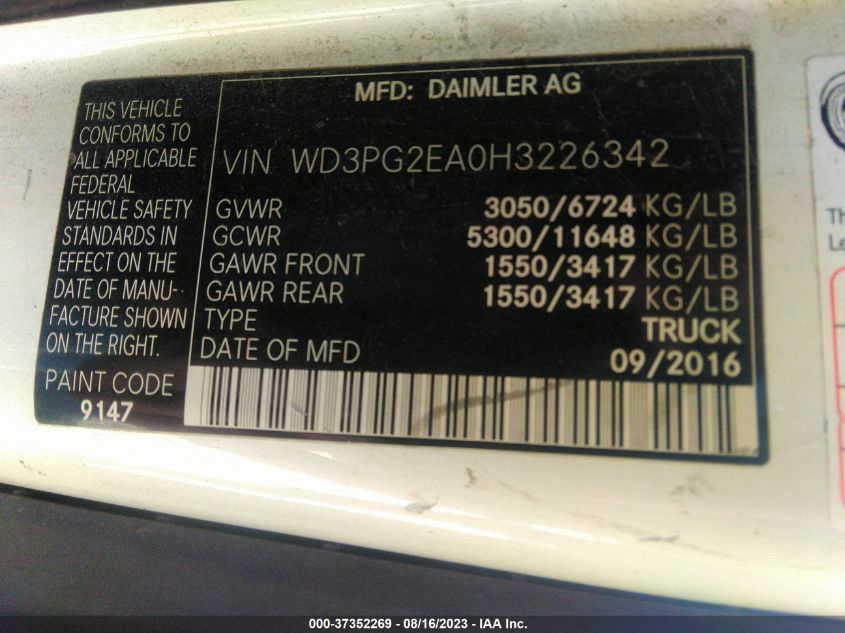 MFD: DAIMLER AG
THIS VEHICLE
CONFORMS TO
ALL APPLICABLE
FEDERAL
VEHICLE SAFETY
STANDARDS IN
EFFECT ON THE
DATE OF MANU-
FACTURE SHOWN
ON THE RIGHT.
PAINT CODE
9147
VIN WD3PG2EA0H3226342
GVWR 3050/6724 KG/LB
GCWR 5300/11648 KG/LB
GAWR FRONT 1550/3417 KG/LB
GAWR REAR 1550/3417 KG/LB
TYPE TRUCK
DATE OF MFD 09/2016
Th
Le
000-37352269 - 08/16/2023 - IAA Inc.